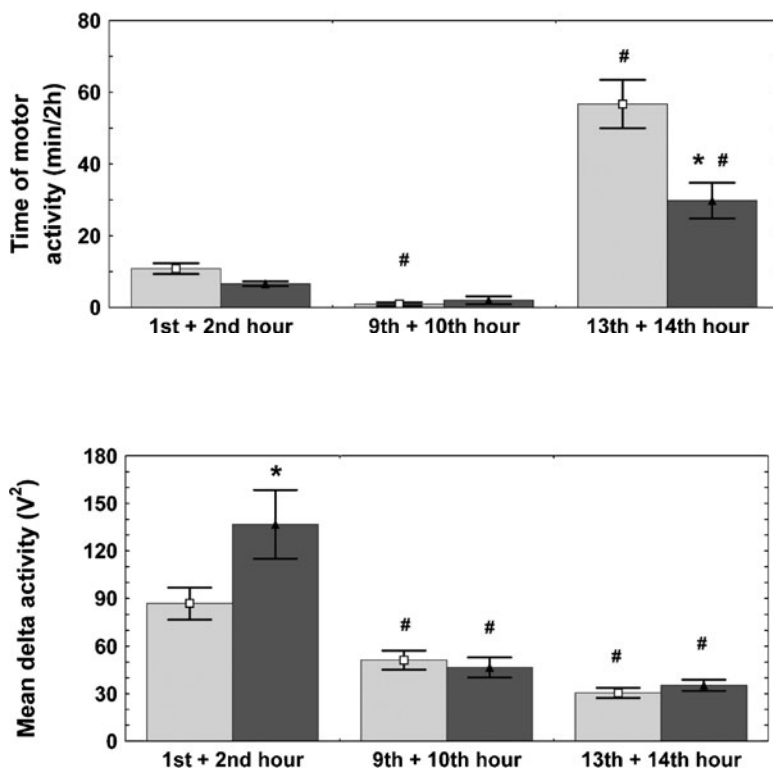 Time of motor
activity (min/2h)
80
60
40
20
0
#
#
* #
1st + 2nd hour
9th + 10th hour
13th + 14th hour
Mean delta activity (V²)
180
150
120
90
60
30
0
*
#
#
#
#
1st + 2nd hour
9th + 10th hour
13th + 14th hour